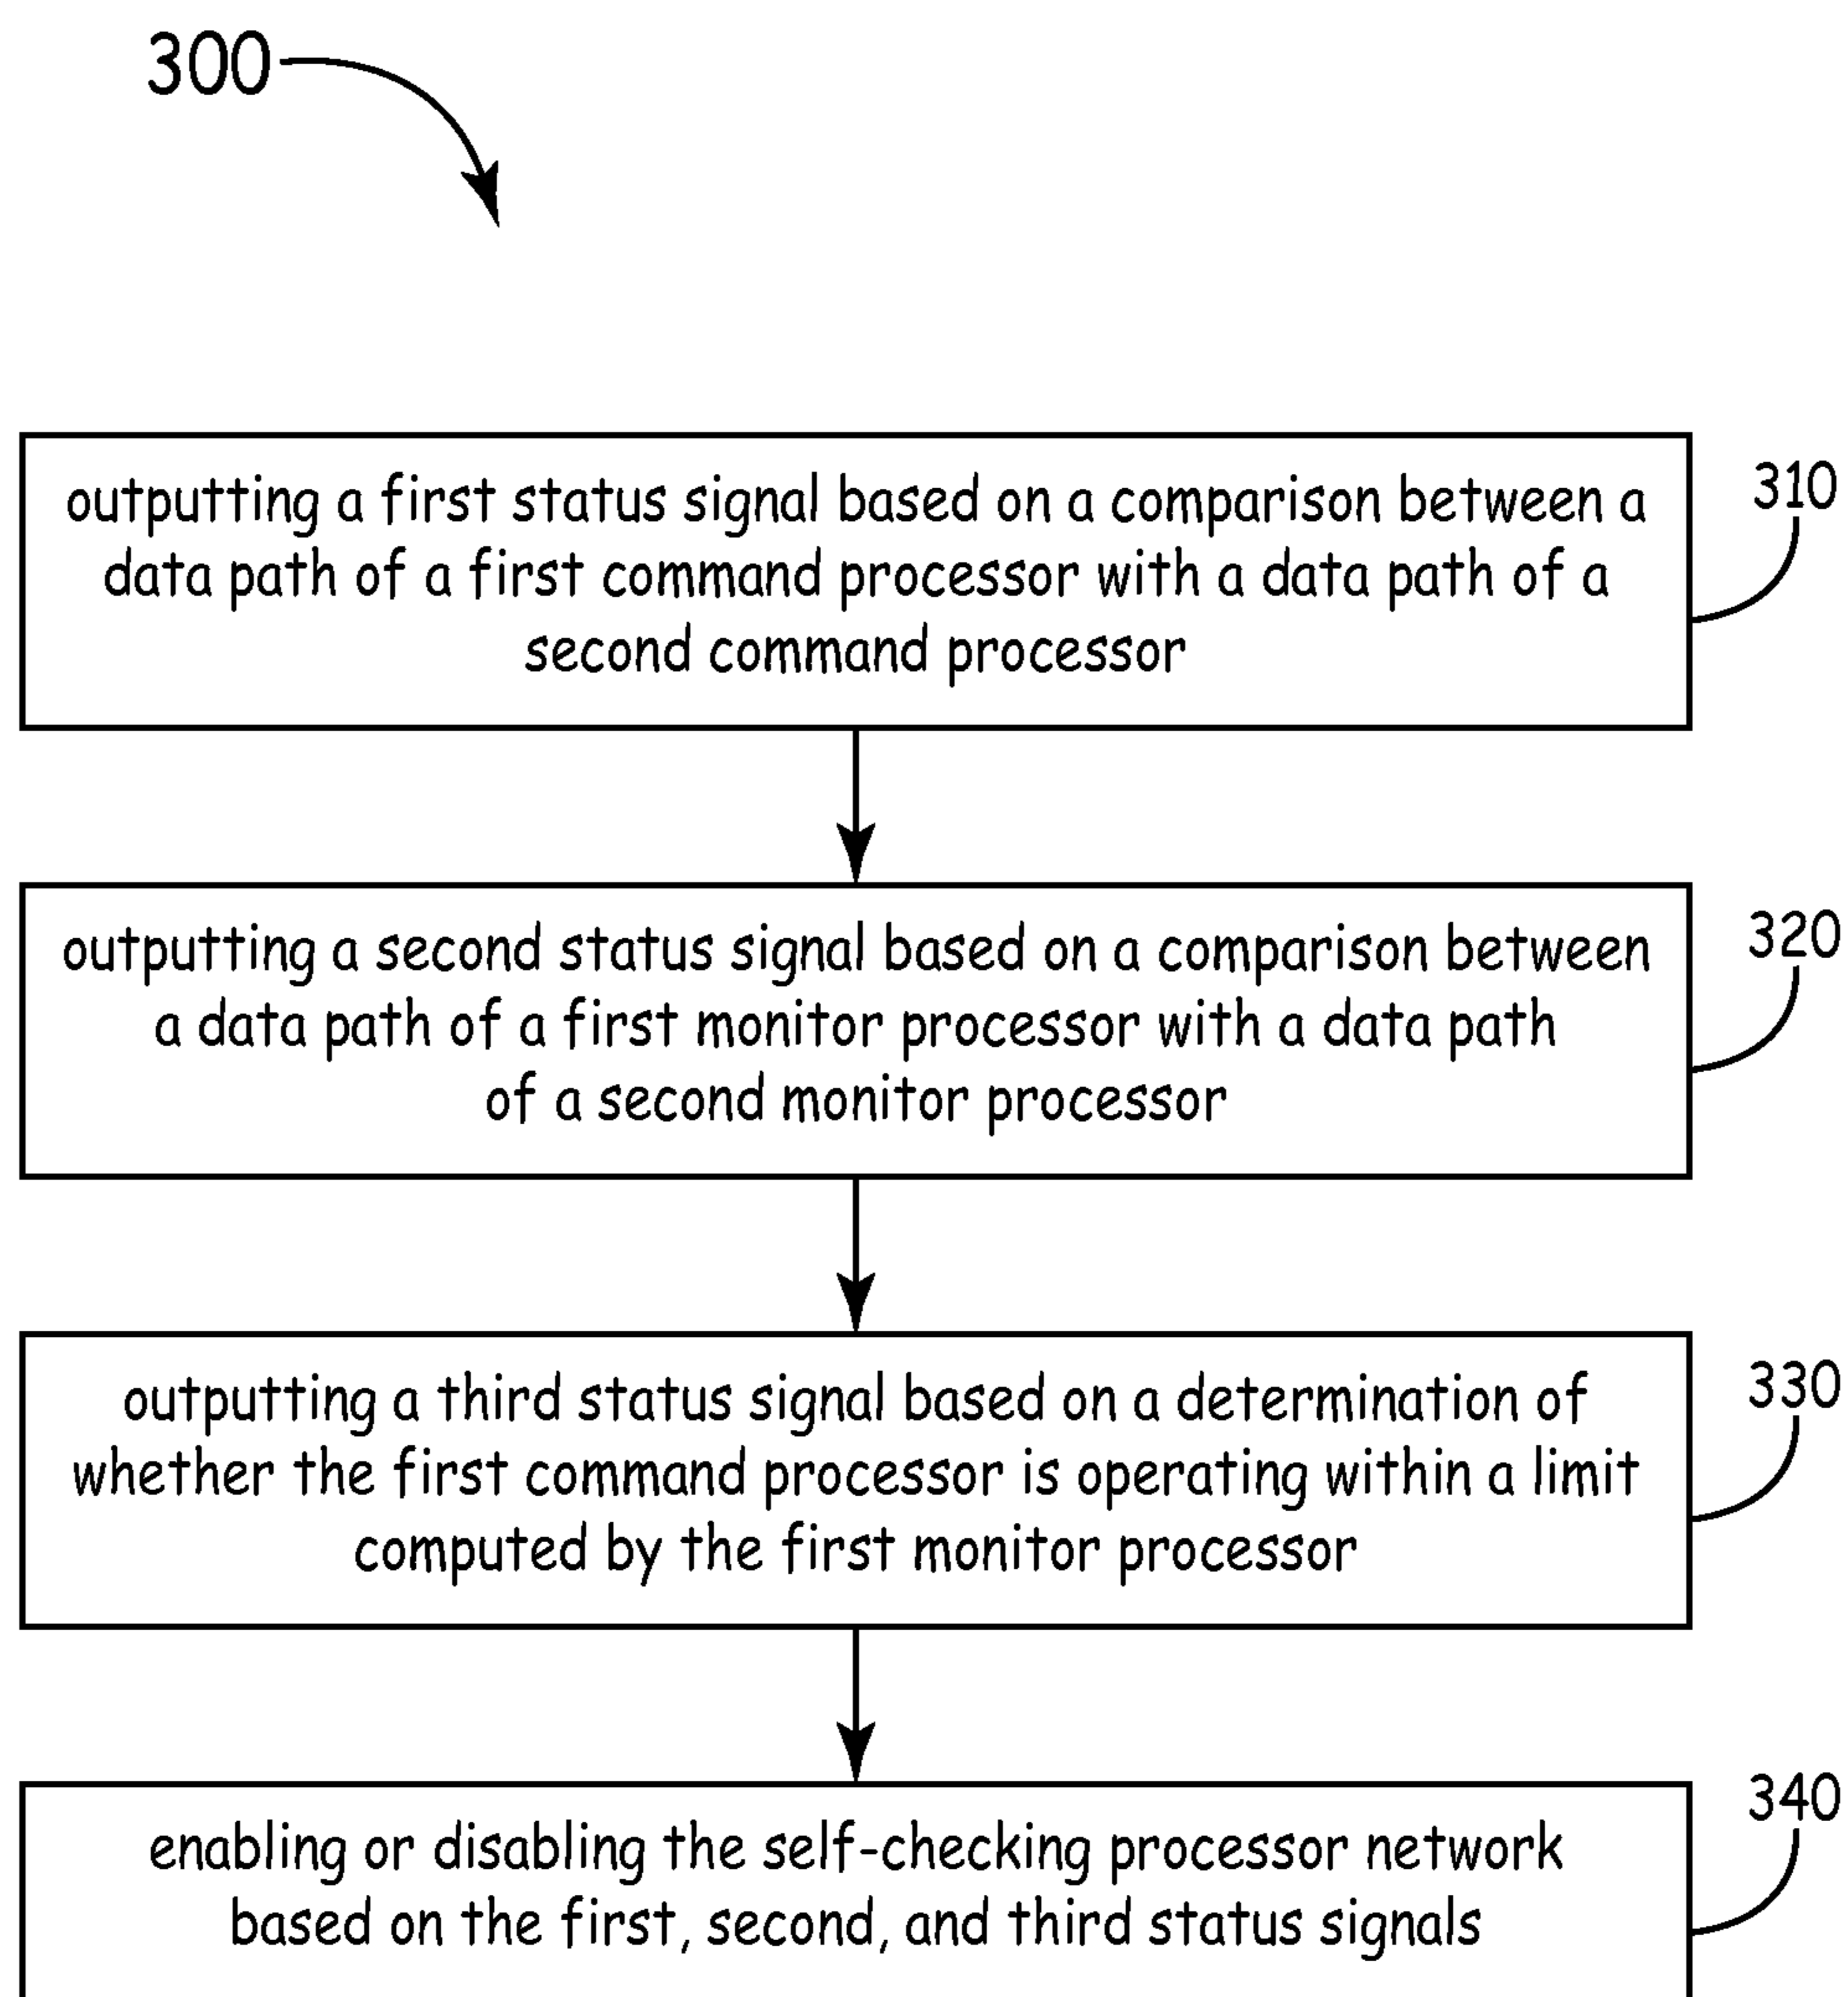 300
outputting a first status signal based on a comparison between a
data path of a first command processor with a data path of a
second command processor
310
outputting a second status signal based on a comparison between
a data path of a first monitor processor with a data path
of a second monitor processor
320
outputting a third status signal based on a determination of
whether the first command processor is operating within a limit
computed by the first monitor processor
330
enabling or disabling the self-checking processor network
based on the first, second, and third status signals
340